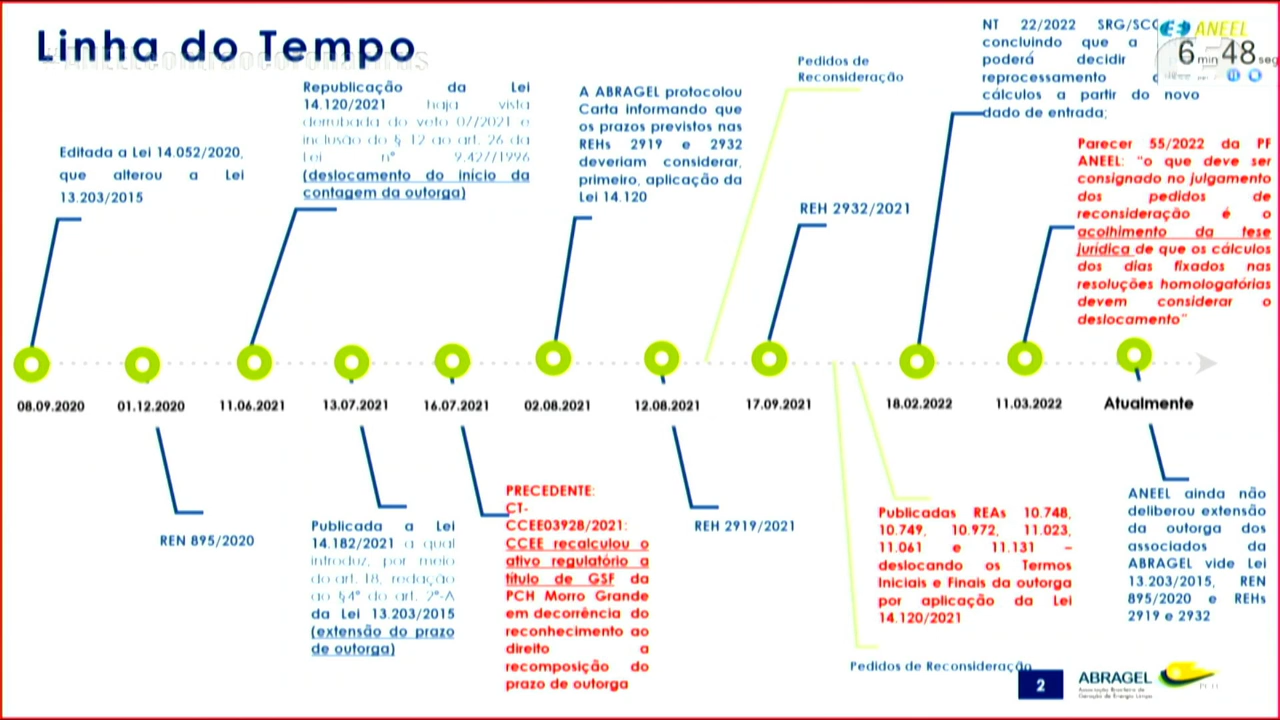 Linha do Tempo
#ANEELcontraocoronavirus
Editada a Lei 14.052/2020,
que alterou a Lei
13.203/2015
Republicação da Lei
14.120/2021 haja vista
derrubada do veto 07/2021 e
inclusão do § 12 ao art. 26 da
Lei nº 9.427/1996
(deslocamento do início da
contagem da outorga)
A ABRAGEL protocolou
Carta informando que
os prazos previstos nas
REHs 2919 e 2932
deveriam considerar,
primeiro, aplicação da
Lei 14.120
Pedidos de
Reconsideração
REH 2932/2021
NT 22/2022 SRG/SCG
concluindo que a
poderá decidir
reprocessamento
cálculos a partir do novo
dado de entrada;
ANEEL
6 min 48 seg
Parecer 55/2022 da PF
ANEEL: "o que deve ser
consignado no julgamento
dos pedidos de
reconsideração é o
acolhimento da tese
jurídica de que os cálculos
dos dias fixados nas
resoluções homologatórias
devem considerar o
deslocamento"
08.09.2020
01.12.2020
11.06.2021
13.07.2021
16.07.2021
02.08.2021
12.08.2021
17.09.2021
18.02.2022
11.03.2022
Atualmente
REN 895/2020
Publicada a Lei
14.182/2021 a qual
introduz, por meio
do art. 18, redação
ao §4º do art. 2º-A
da Lei 13.203/2015
(extensão do prazo
de outorga)
PRECEDENTE:
CT-
CCEE03928/2021:
CCEE recalculou o
ativo regulatório a
título de GSF da
PCH Morro Grande
em decorrência do
reconhecimento ao
direito a
recomposição do
prazo de outorga
REH 2919/2021
Publicadas REAs 10.748,
10.749, 10.972, 11.023,
11.061 e 11.131 –
deslocando os Termos
Iniciais e Finais da outorga
por aplicação da Lei
14.120/2021
Pedidos de Reconsideração
ANEEL ainda não
deliberou extensão
da outorga dos
associados da
ABRAGEL vide Lei
13.203/2015, REN
895/2020 e REHs
2919 e 2932
2
ABRAGEL
Associação Brasileira de
Geração de Energia Limpa